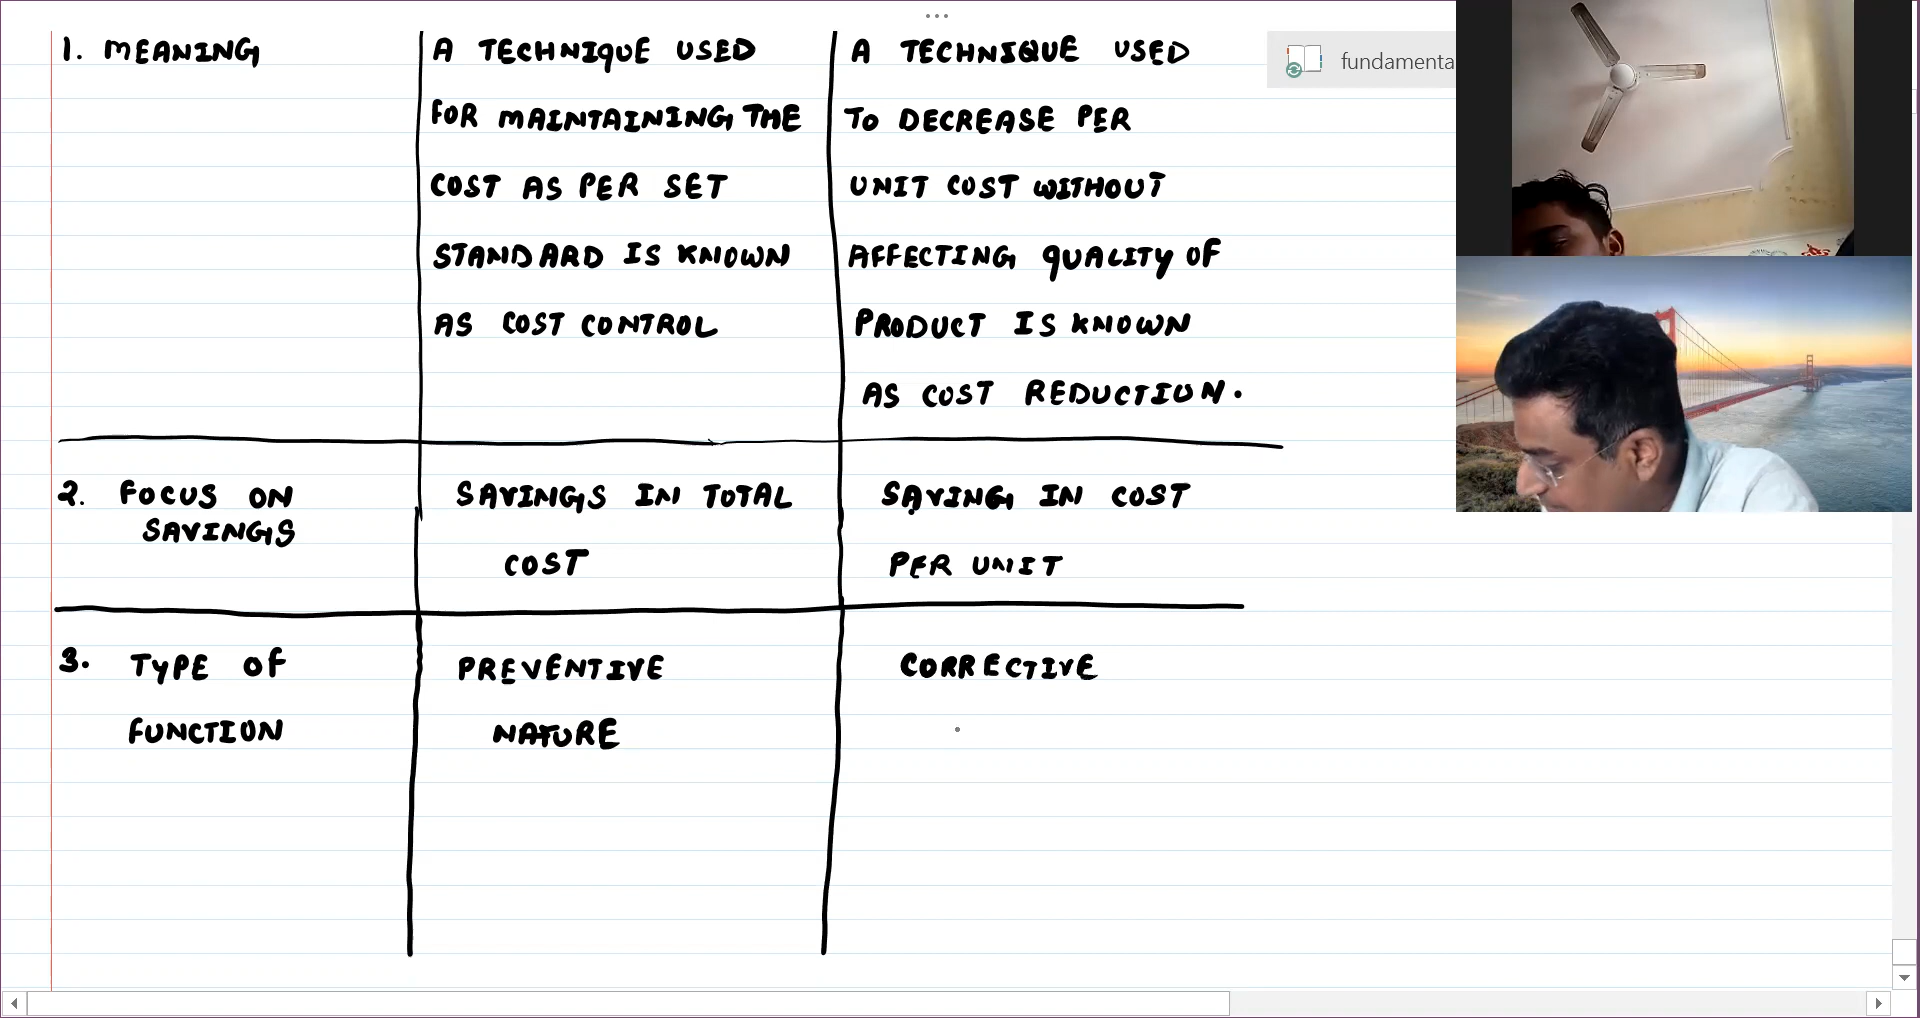 1. MEANING
A TECHNIQUE USED
FOR MAINTAINING THE
COST AS PER SET
STANDARD IS KNOWN
AS COST CONTROL
A TECHNIQUE USED
TO DECREASE PER
UNIT COST WITHOUT
AFFECTING QUALITY OF
PRODUCT IS KNOWN
AS COST REDUCTION.
2. FOCUS ON
SAVINGS
SAVINGS IN TOTAL
COST
SAVING IN COST
PER UNIT
3. TYPE OF
FUNCTION
PREVENTIVE
NATURE
CORRECTIVE
fundamenta